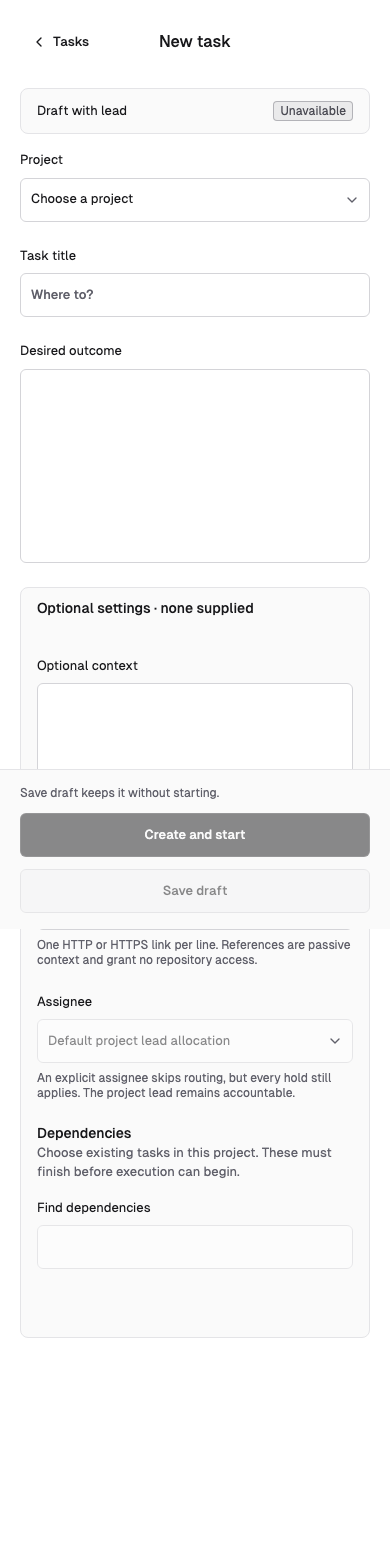 Tasks
New task
Draft with lead
Unavailable
Project
Choose a project
Task title
Where to?
Desired outcome
Optional settings · none supplied
Optional context
Save draft keeps it without starting.
Create and start
Save draft
One HTTP or HTTPS link per line. References are passive
context and grant no repository access.
Assignee
Default project lead allocation
An explicit assignee skips routing, but every hold still
applies. The project lead remains accountable.
Dependencies
Choose existing tasks in this project. These must
finish before execution can begin.
Find dependencies